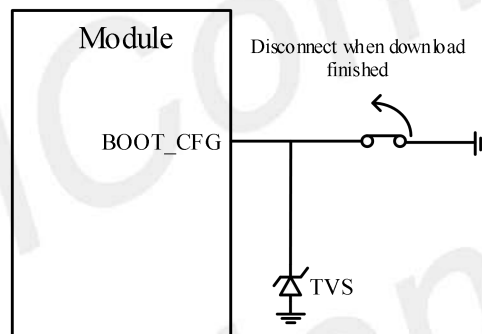 Module
Disconnect when download
finished
BOOT_CFG
TVS